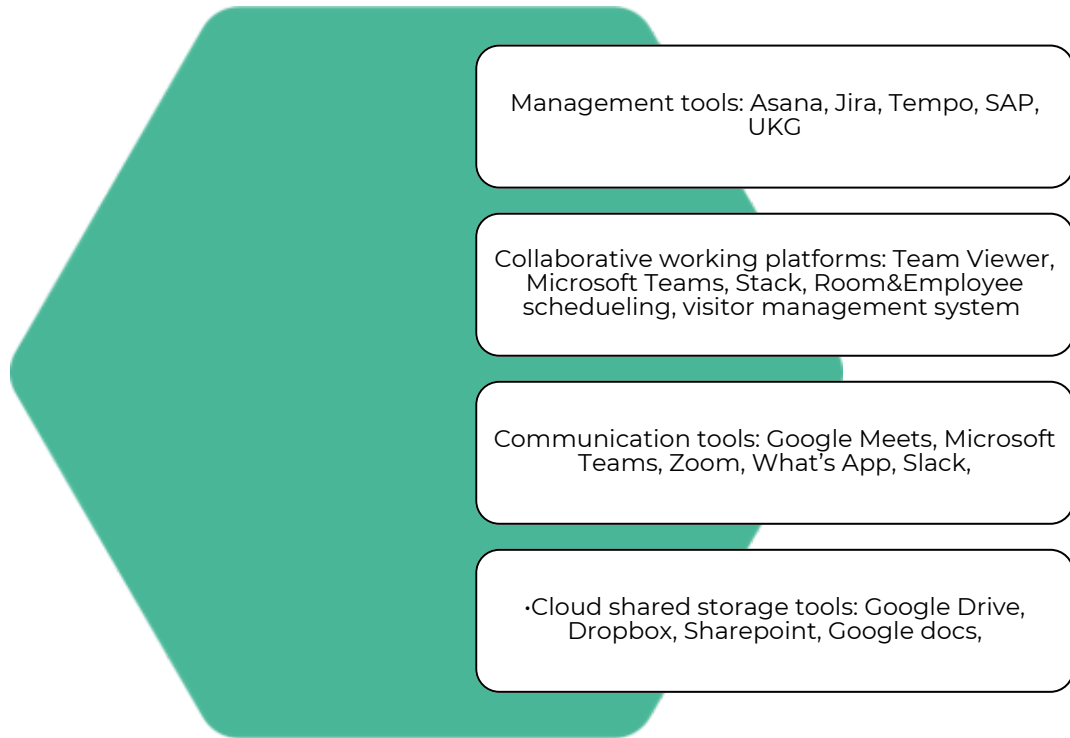 Management tools: Asana, Jira, Tempo, SAP,
UKG
Collaborative working platforms: Team Viewer,
Microsoft Teams, Stack, Room&Employee
schedueling, visitor management system
Communication tools: Google Meets, Microsoft
Teams, Zoom, What’s App, Slack,
•Cloud shared storage tools: Google Drive,
Dropbox, Sharepoint, Google docs,